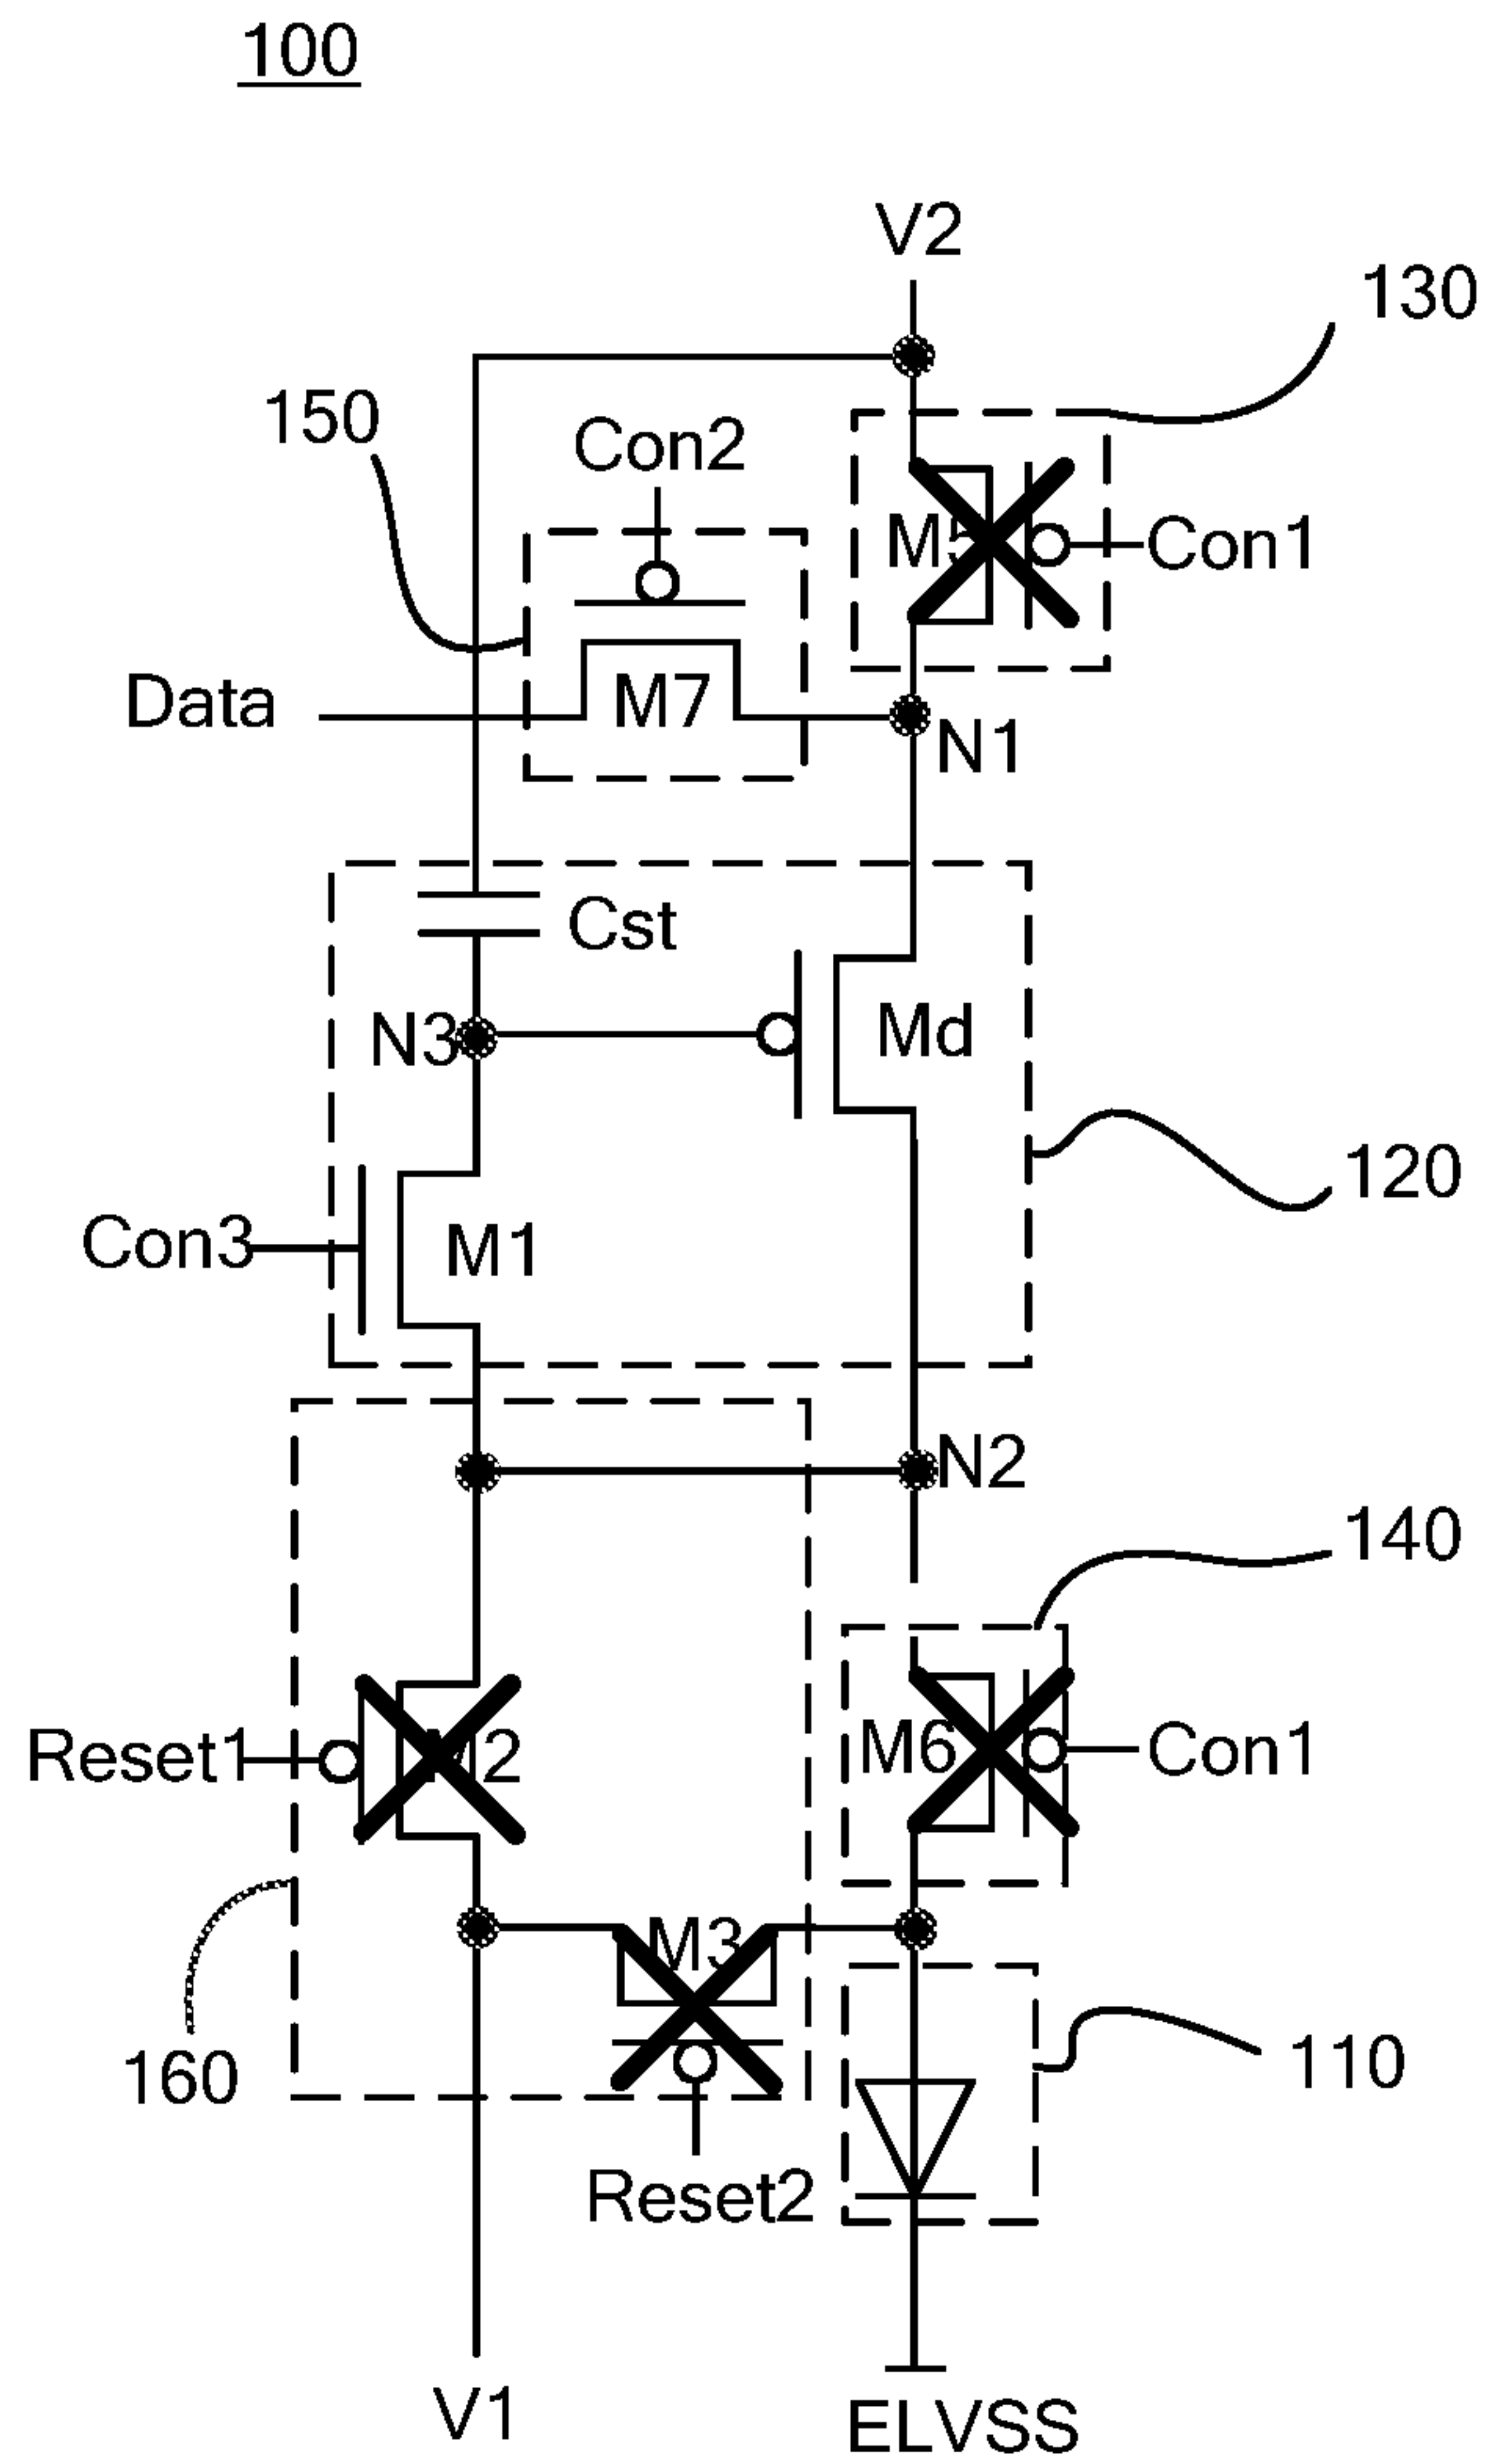 100
V2
130
150
Con2
M5
Con1
Data
M7
N1
Cst
N3
Md
120
Con3
M1
N2
140
Reset1
M6
Con1
M3
160
110
Reset2
V1
ELVSS